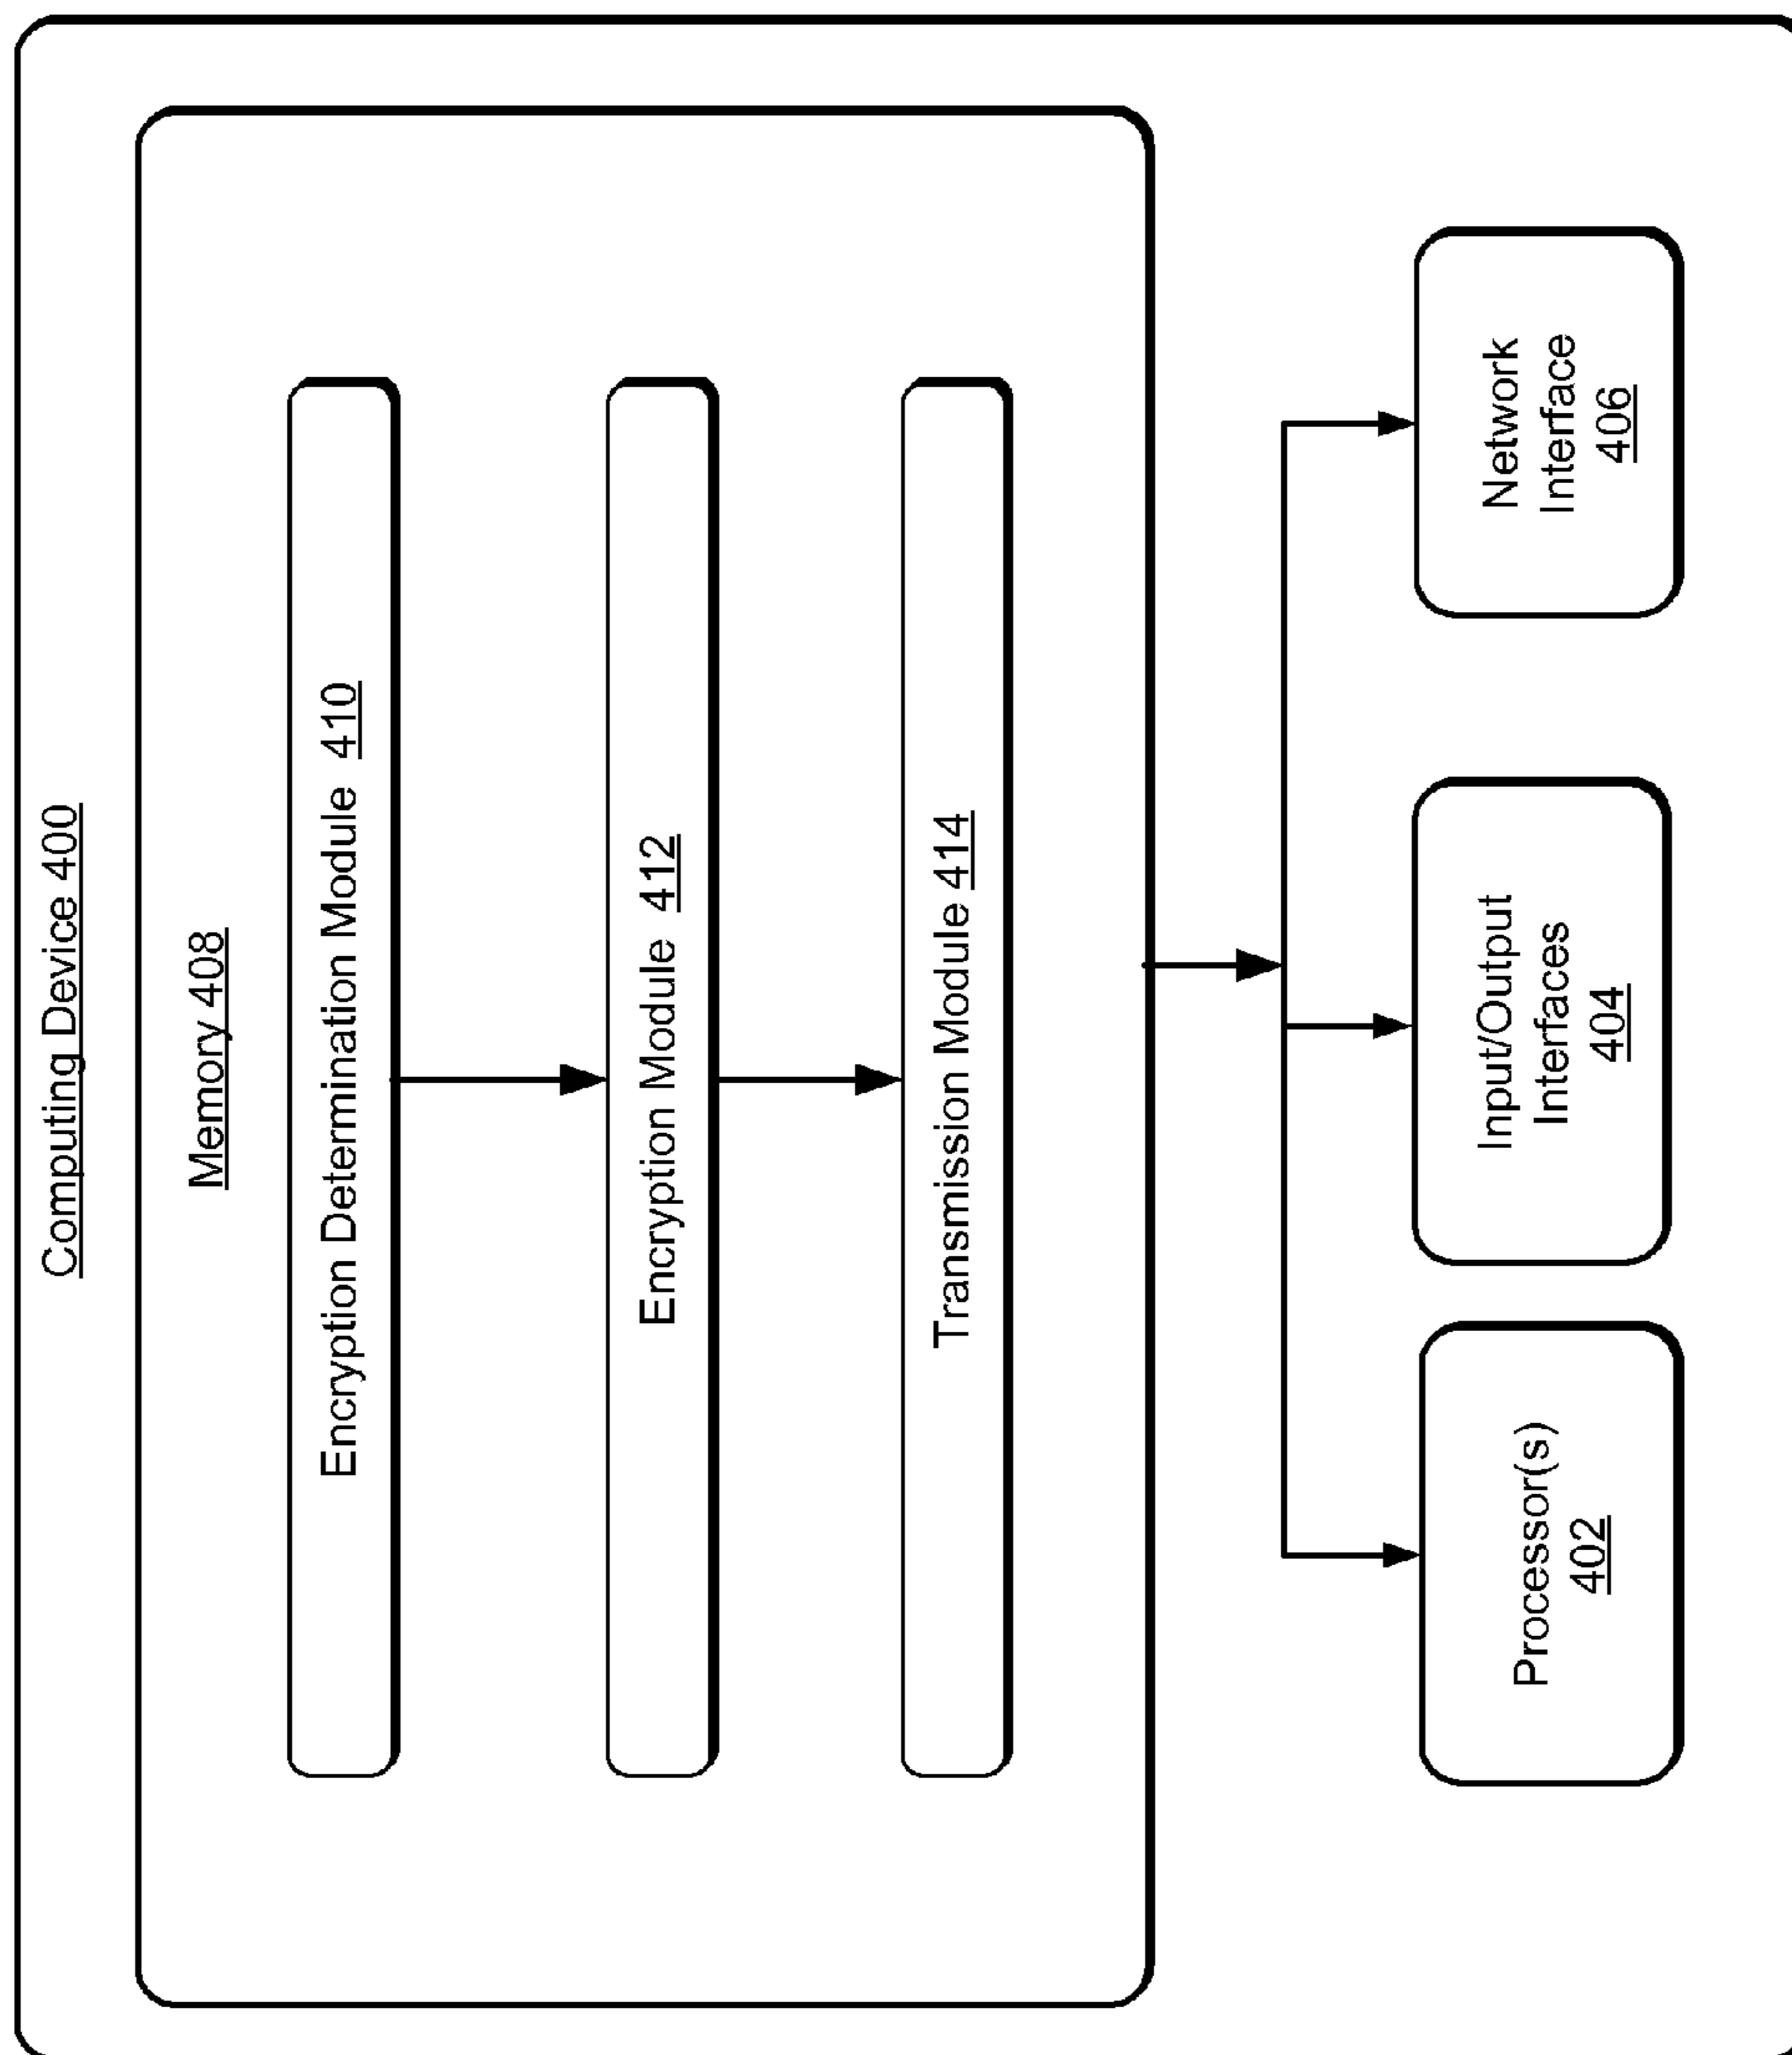 Computing Device 400
Memory 408
Encryption Determination Module 410
Encryption Module 412
Transmission Module 414
Processor(s)
402
Input/Output
Interfaces
404
Network
Interface
406